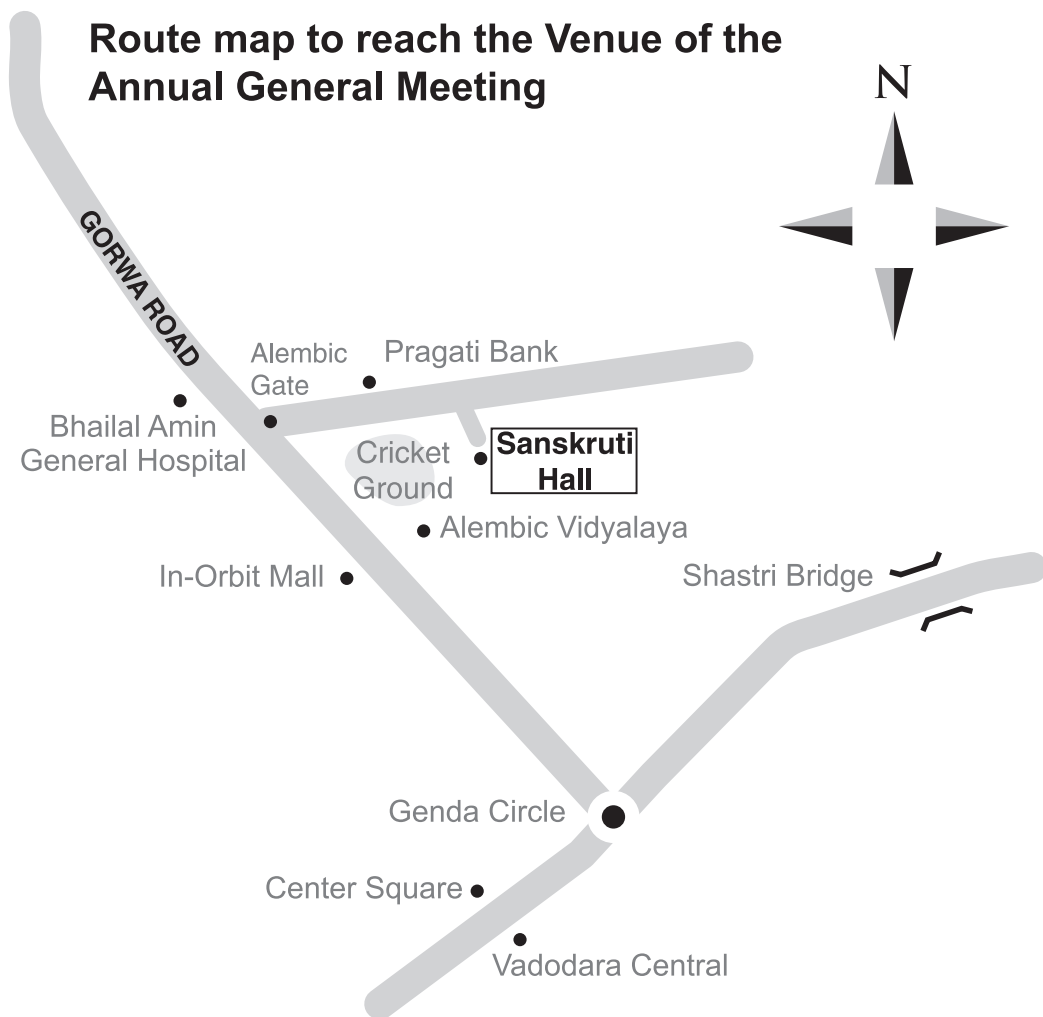 Route map to reach the Venue of the
Annual General Meeting
N
GORWA ROAD
Alembic
Gate
Pragati Bank
Bhailal Amin
General Hospital
Cricket
Ground
Sanskruti
Hall
Alembic Vidyalaya
In-Orbit Mall
Shastri Bridge
Genda Circle
Center Square
Vadodara Central